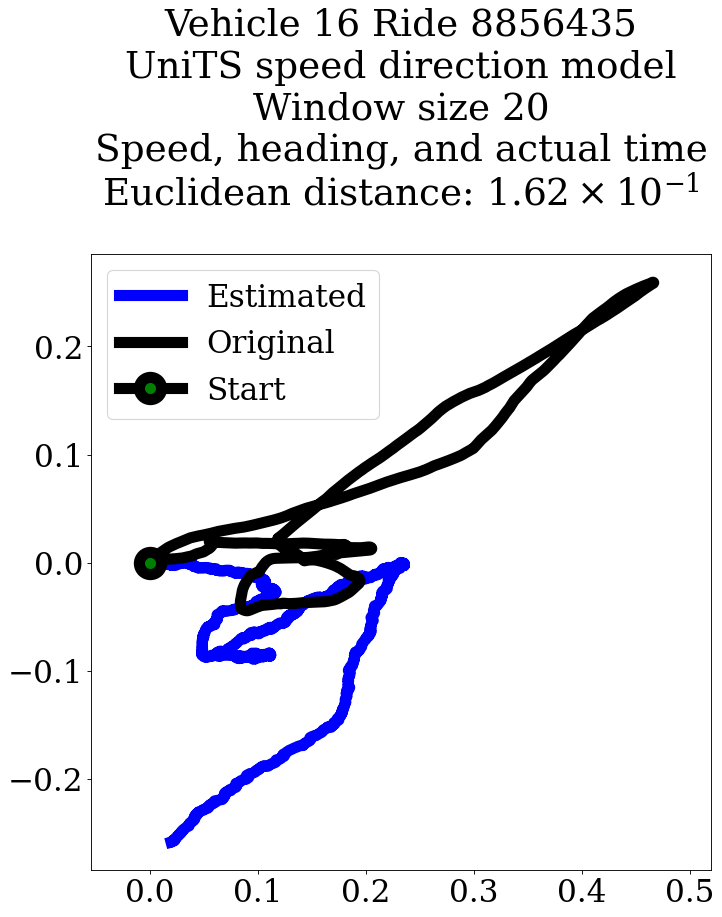 Vehicle 16 Ride 8856435
UniTS speed direction model
Window size 20
Speed, heading, and actual time
Euclidean distance: 1.62 × 10⁻¹
Estimated
Original
Start
0.2
0.1
0.0
−0.1
−0.2
0.0 0.1 0.2 0.3 0.4 0.5